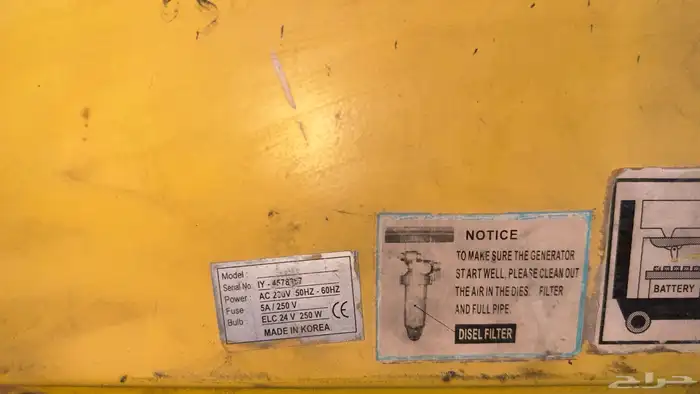 Model :
Serial No: IY - 4578
Power : AC 230V 50HZ - 60HZ
Fuse : 5A / 250 V
Bulb : ELC 24 V 250 W
MADE IN KOREA
CE
NOTICE
TO MAKE SURE THE GENERATOR
START WELL, PLEASE CLEAN OUT
THE AIR IN THE DIES FILTER
AND FULL PIPE.
DISEL FILTER
BATTERY
حراج